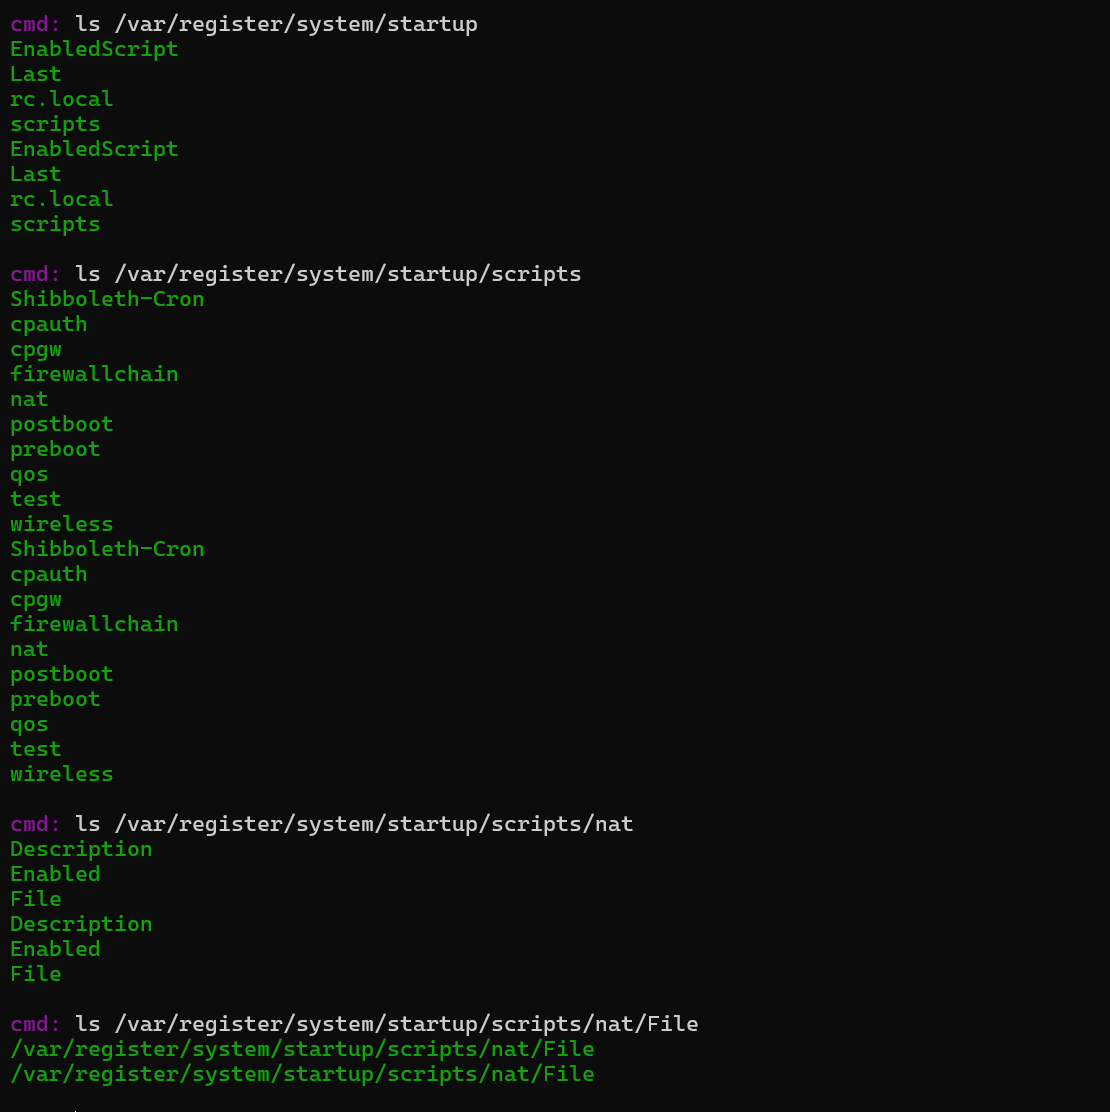 cmd: ls /var/register/system/startup
EnabledScript
Last
rc.local
scripts
EnabledScript
Last
rc.local
scripts
cmd: ls /var/register/system/startup/scripts
Shibboleth-Cron
cpauth
cpgw
firewallchain
nat
postboot
preboot
qos
test
wireless
Shibboleth-Cron
cpauth
cpgw
firewallchain
nat
postboot
preboot
qos
test
wireless
cmd: ls /var/register/system/startup/scripts/nat
Description
Enabled
File
Description
Enabled
File
cmd: ls /var/register/system/startup/scripts/nat/File
/var/register/system/startup/scripts/nat/File
/var/register/system/startup/scripts/nat/File